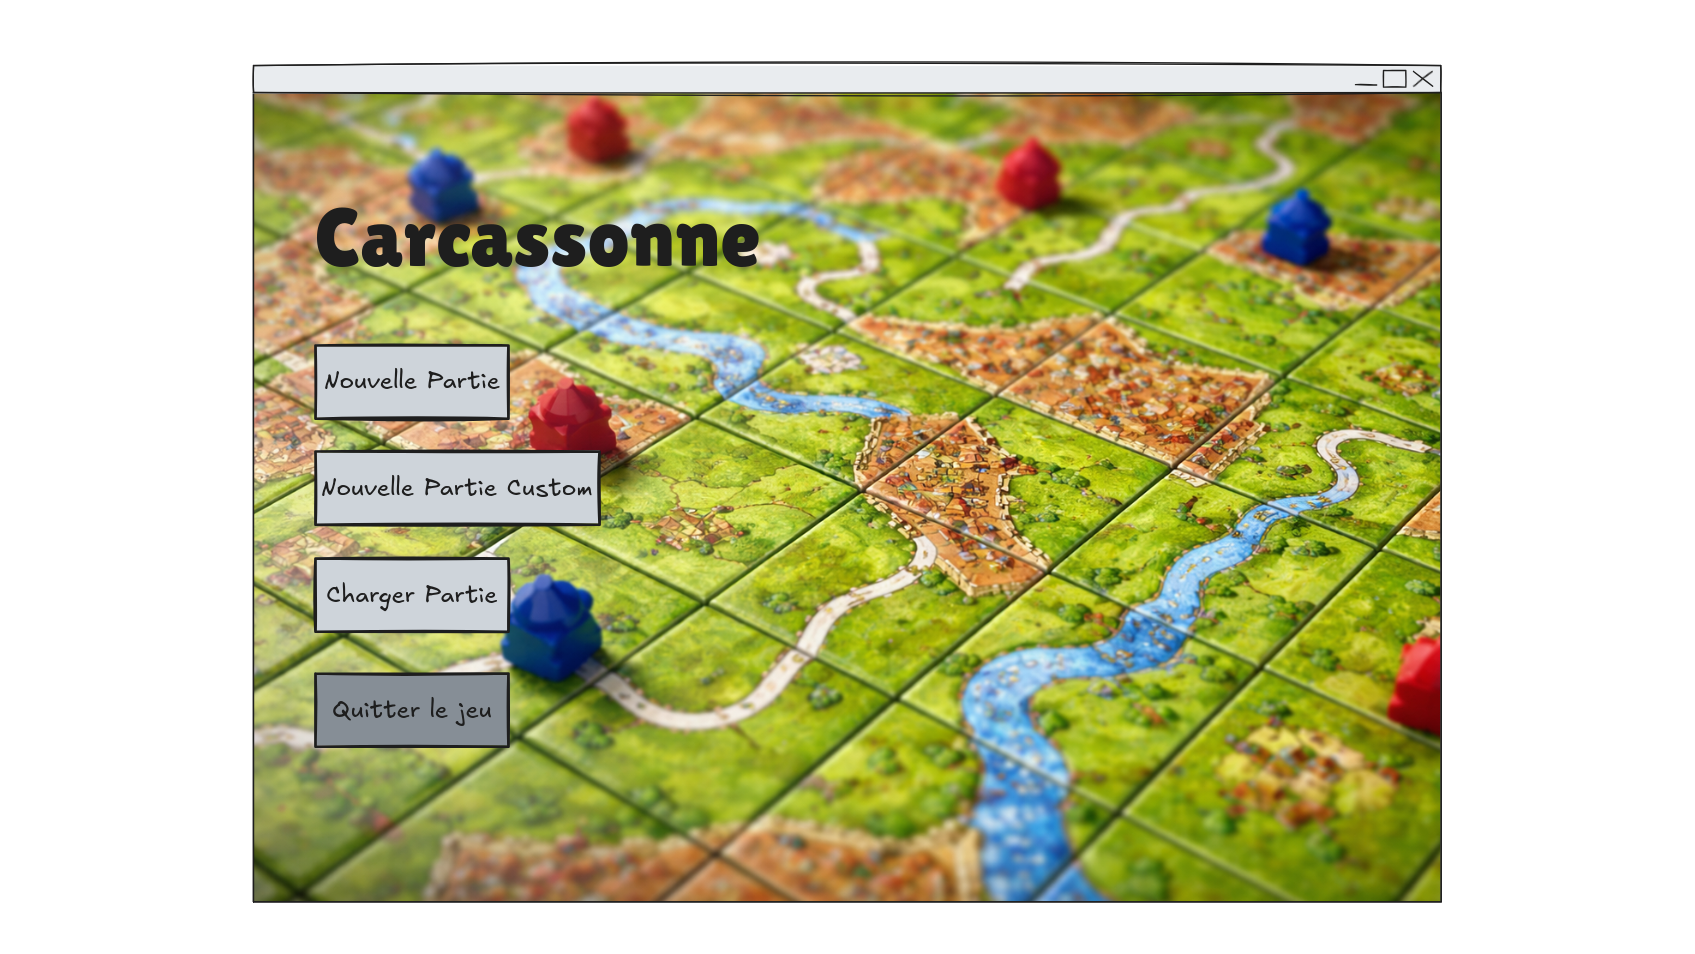 Carcassonne
Nouvelle Partie
Nouvelle Partie Custom
Charger Partie
Quitter le jeu